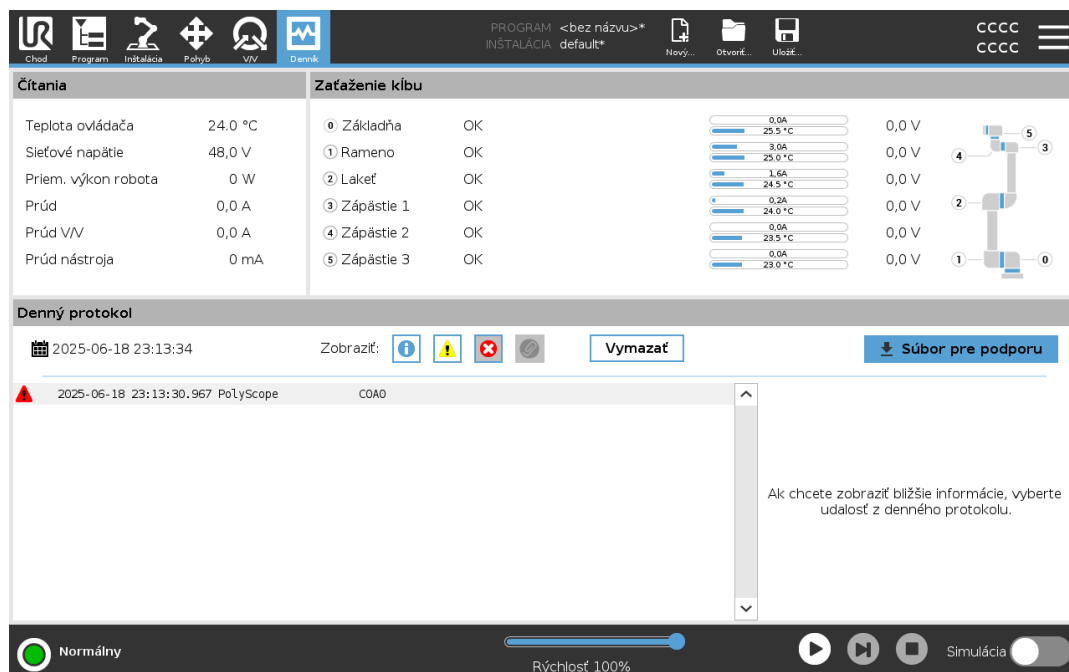 PROGRAM <bez názvu>*
INŠTALÁCIA default*
Chod Program Inštalácia Pohyb V/V Denník
Nový... Otvoriť... Uložiť...
CCCC
CCCC
Čítania
Teplota ovládača 24.0 °C
Sieťové napätie 48,0 V
Priem. výkon robota 0 W
Prúd 0,0 A
Prúd V/V 0,0 A
Prúd nástroja 0 mA
Zaťaženie kĺbu
0 Základňa OK 0,0A 25.5 °C 0,0 V
1 Rameno OK 3,0A 25.0 °C 0,0 V
2 Lakeť OK 1,6A 24.5 °C 0,0 V
3 Zápästie 1 OK 0,2A 24.0 °C 0,0 V
4 Zápästie 2 OK 0,0A 23.5 °C 0,0 V
5 Zápästie 3 OK 0,0A 23.0 °C 0,0 V
5
3
4
2
1 0
Denný protokol
2025-06-18 23:13:34 Zobraziť: Vymazať Súbor pre podporu
2025-06-18 23:13:30.967 PolyScope C0A0
Ak chcete zobraziť bližšie informácie, vyberte
udalosť z denného protokolu.
Normálny
Rýchlosť 100%
Simulácia